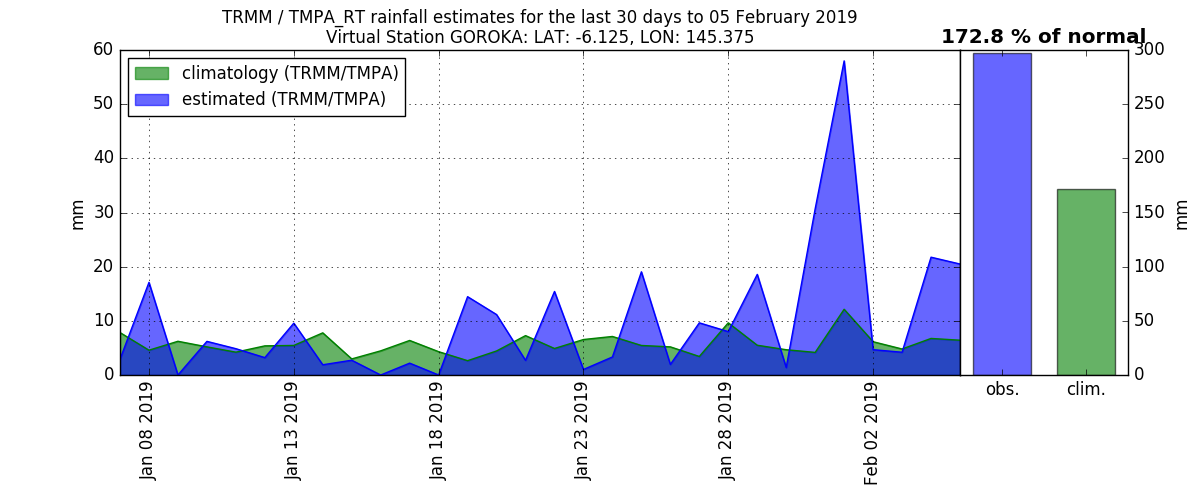 TRMM / TMPA_RT rainfall estimates for the last 30 days to 05 February 2019
Virtual Station GOROKA: LAT: -6.125, LON: 145.375
172.8 % of normal
climatology (TRMM/TMPA)
estimated (TRMM/TMPA)
60
50
40
30
20
10
0
mm
Jan 08 2019
Jan 13 2019
Jan 18 2019
Jan 23 2019
Jan 28 2019
Feb 02 2019
obs.
clim.
300
250
200
150
100
50
0
mm